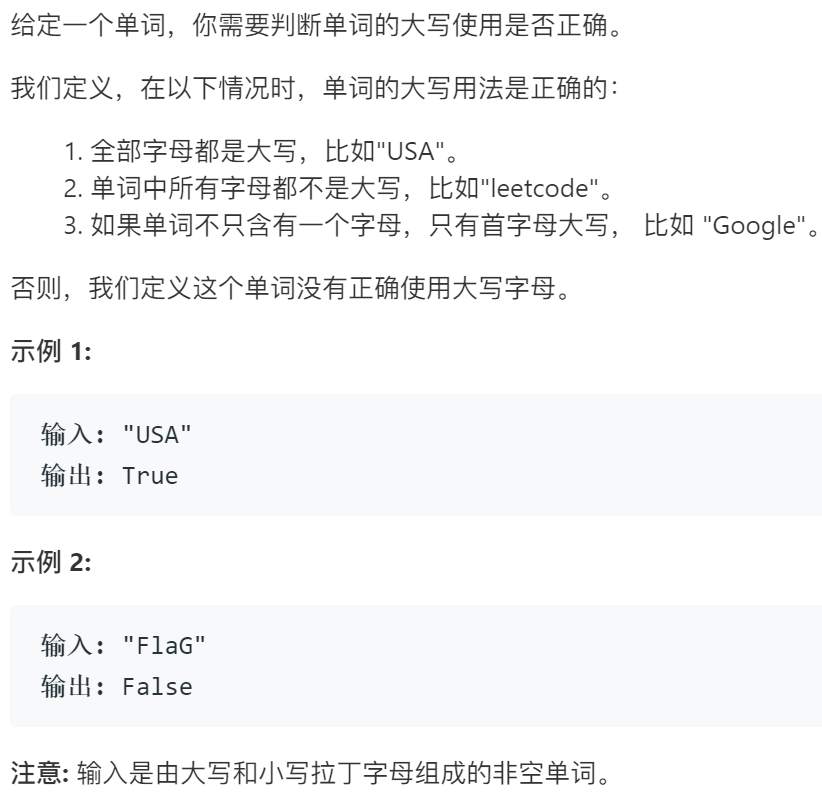 给定一个单词，你需要判断单词的大写使用是否正确。
我们定义，在以下情况时，单词的大写用法是正确的：
1. 全部字母都是大写，比如"USA"。
2. 单词中所有字母都不是大写，比如"leetcode"。
3. 如果单词不只含有一个字母，只有首字母大写， 比如 "Google"。
否则，我们定义这个单词没有正确使用大写字母。
示例 1:
输入: "USA"
输出: True
示例 2:
输入: "FlaG"
输出: False
注意: 输入是由大写和小写拉丁字母组成的非空单词。